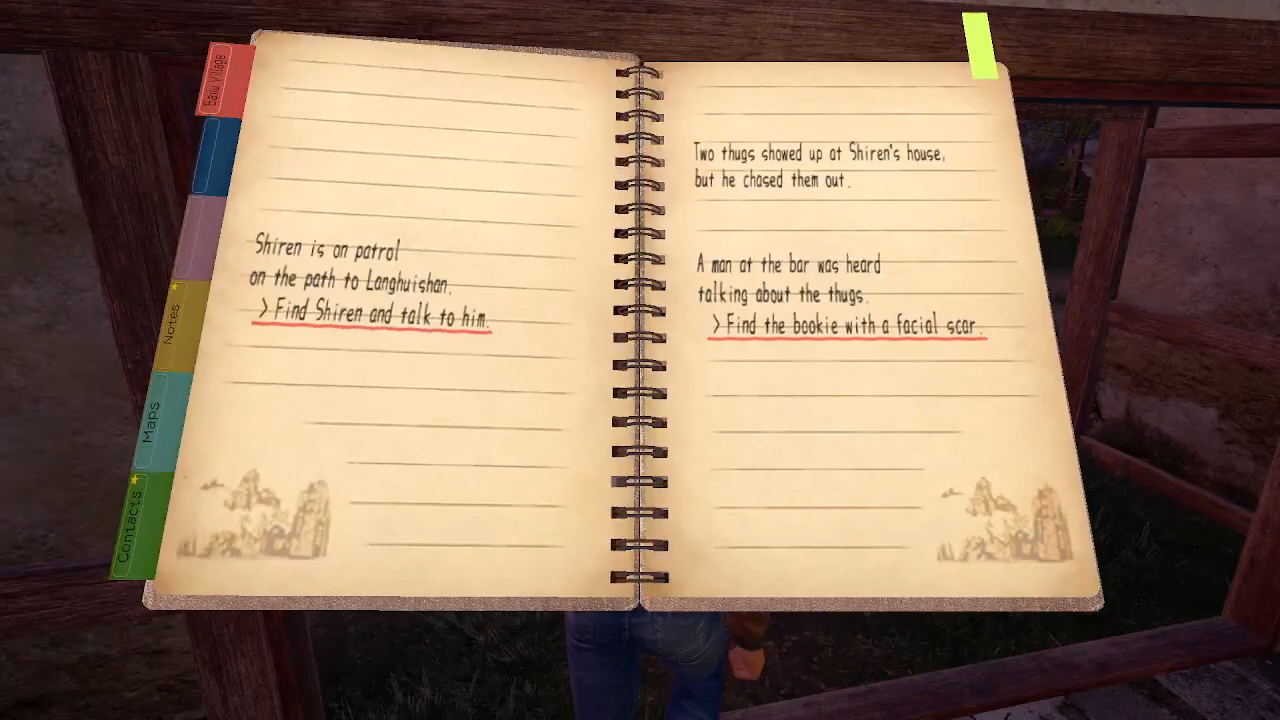 Bailu Village
Notes
Maps
Contacts
Shiren is on patrol
on the path to Langhuishan.
> Find Shiren and talk to him.
Two thugs showed up at Shiren's house,
but he chased them out.
A man at the bar was heard
talking about the thugs.
> Find the bookie with a facial scar.